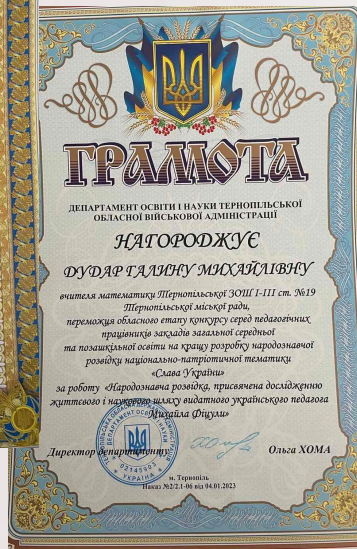 ГРАМОТА
ДЕПАРТАМЕНТ ОСВІТИ І НАУКИ ТЕРНОПІЛЬСЬКОЇ
ОБЛАСНОЇ ВІЙСЬКОВОЇ АДМІНІСТРАЦІЇ
НАГОРОДЖУЄ
ДУДАР ГАЛИНУ МИХАЙЛІВНУ
вчителя математики Тернопільської ЗОШ І-ІІІ ст. №19
Тернопільської міської ради,
переможця обласного етапу конкурсу серед педагогічних
працівників закладів загальної середньої
та позашкільної освіти на кращу розробку народознавчої
розвідки національно-патріотичної тематики
«Слава Україні»
за роботу «Народознавча розвідка, присвячена дослідженню
життєвого і наукового шляху видатного українського педагога
Михайла Фіцули»
Директор департаменту
Ольга ХОМА
УКРАЇНА
м. Тернопіль
Наказ №2/2.1-06 від 04.01.2023